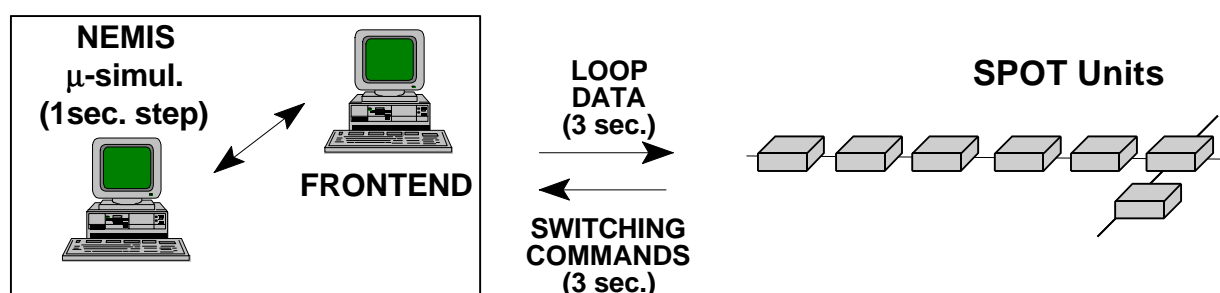 NEMIS
μ-simul.
(1sec. step)
FRONTEND
LOOP
DATA
(3 sec.)
SWITCHING
COMMANDS
(3 sec.)
SPOT Units